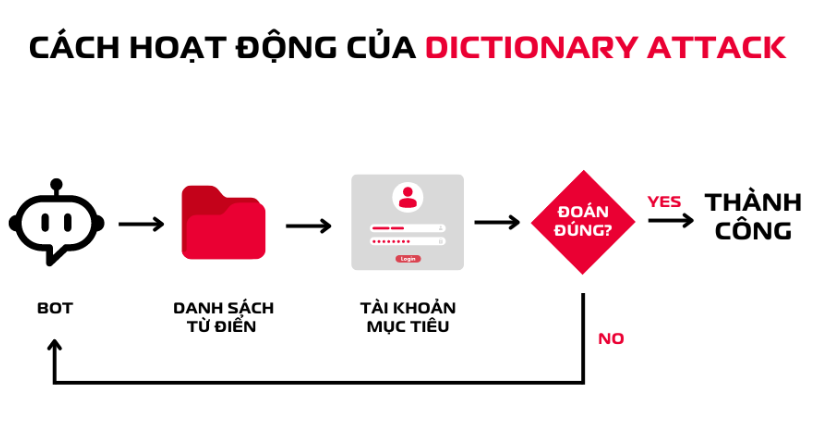 CÁCH HOẠT ĐỘNG CỦA DICTIONARY ATTACK
BOT
DANH SÁCH
TỪ ĐIỂN
Login
TÀI KHOẢN
MỤC TIÊU
ĐOÁN
ĐÚNG?
YES
THÀNH
CÔNG
NO